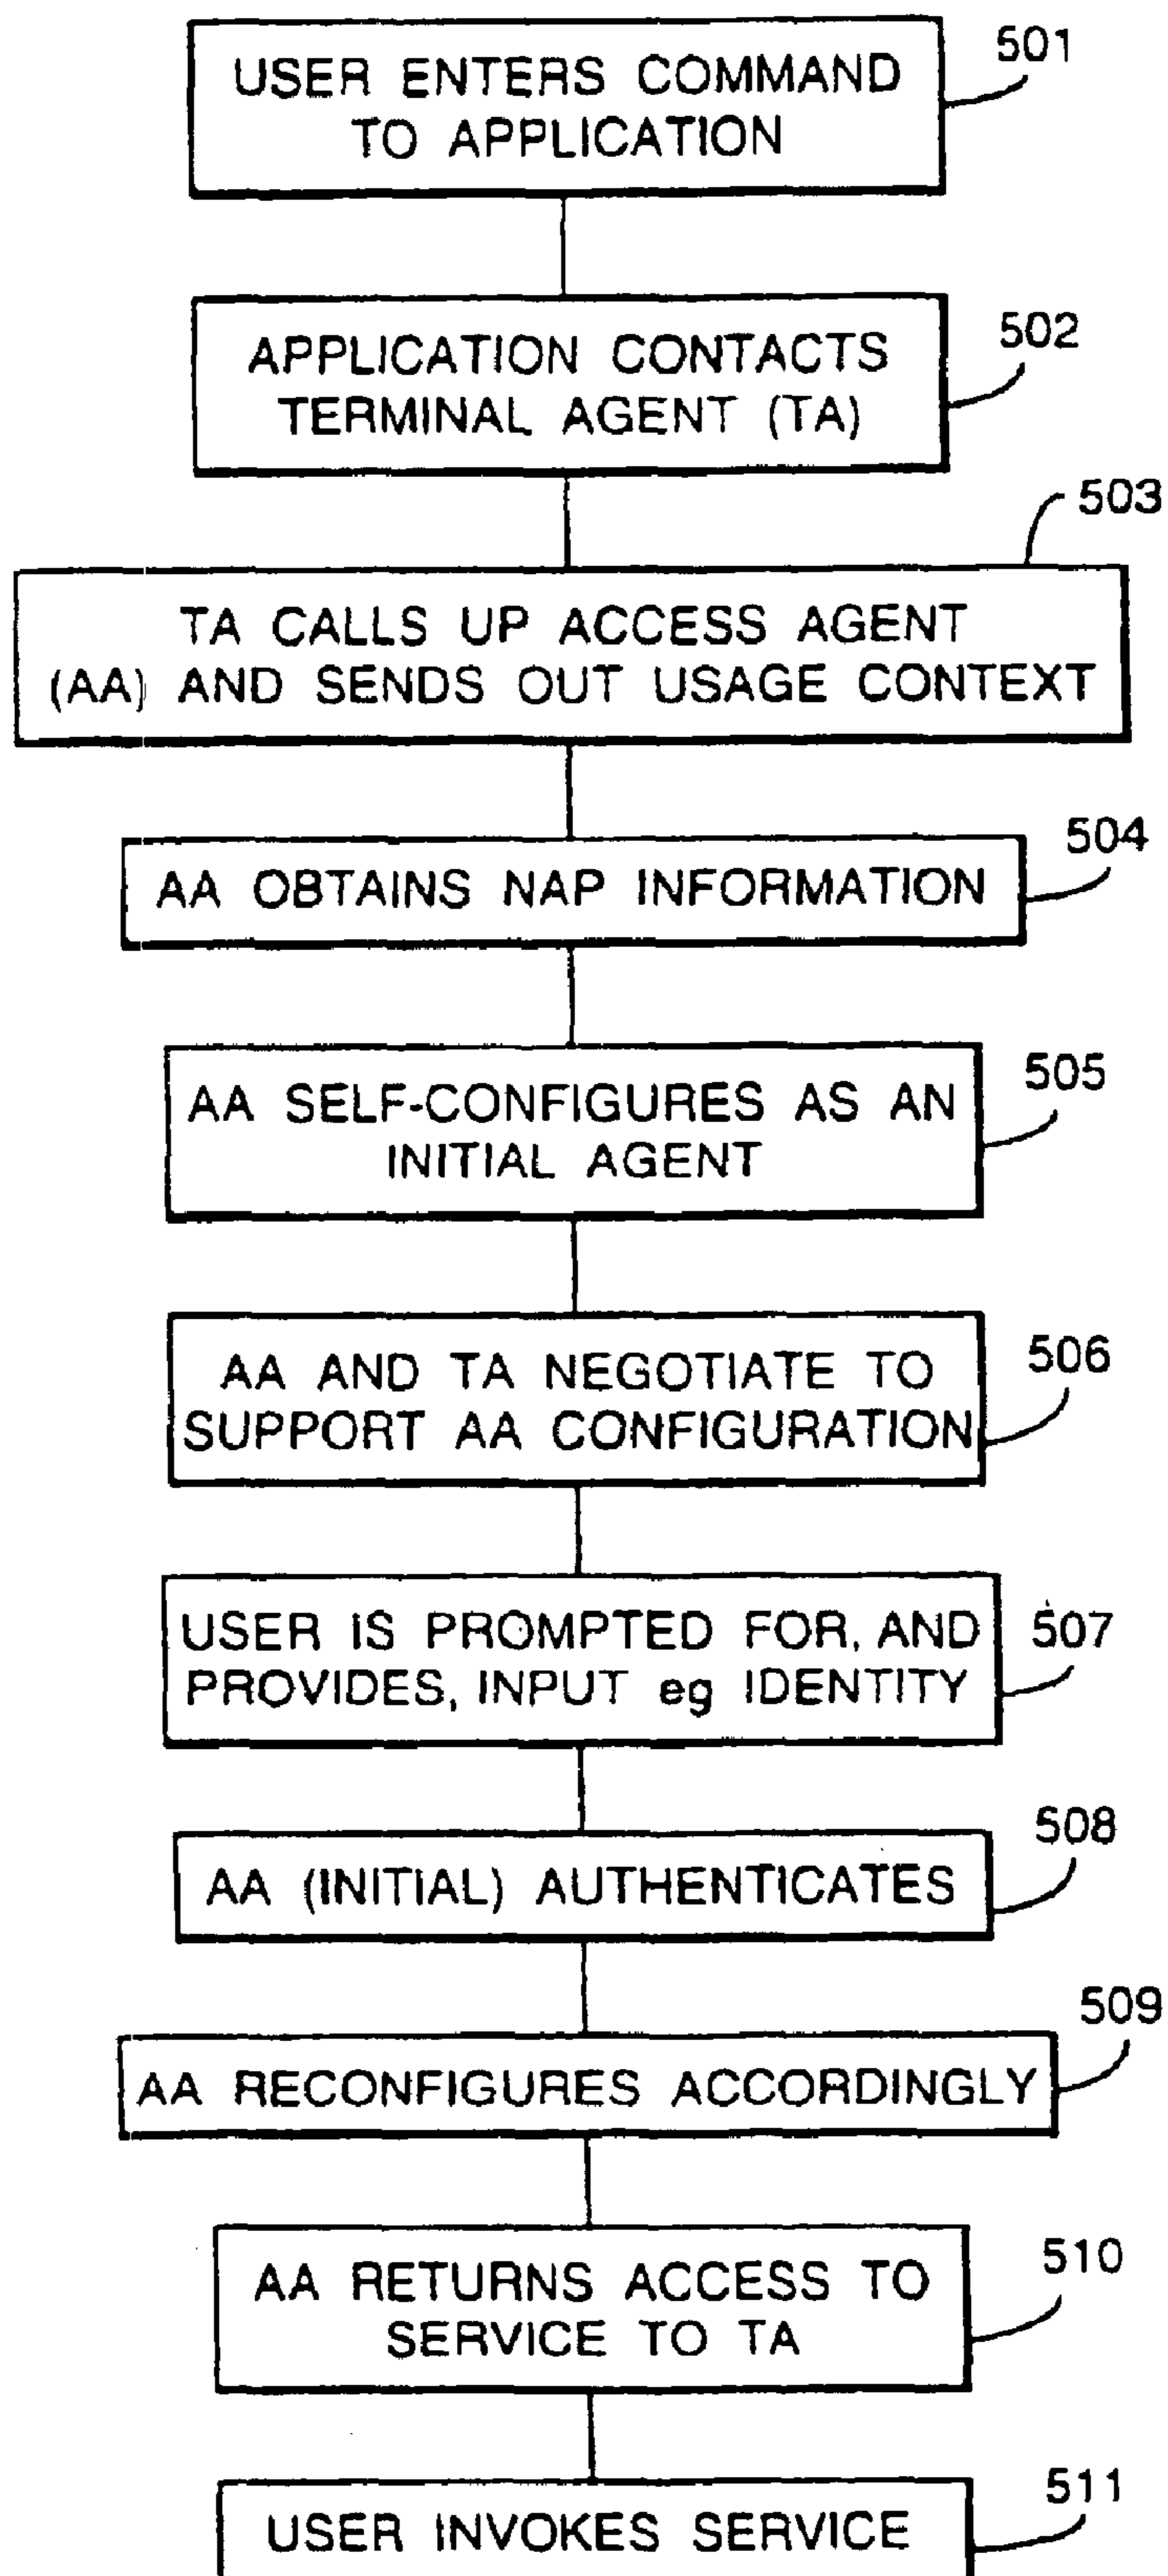 501
USER ENTERS COMMAND
TO APPLICATION
502
APPLICATION CONTACTS
TERMINAL AGENT (TA)
503
TA CALLS UP ACCESS AGENT
(AA) AND SENDS OUT USAGE CONTEXT
504
AA OBTAINS NAP INFORMATION
505
AA SELF-CONFIGURES AS AN
INITIAL AGENT
506
AA AND TA NEGOTIATE TO
SUPPORT AA CONFIGURATION
507
USER IS PROMPTED FOR, AND
PROVIDES, INPUT eg IDENTITY
508
AA (INITIAL) AUTHENTICATES
509
AA RECONFIGURES ACCORDINGLY
510
AA RETURNS ACCESS TO
SERVICE TO TA
511
USER INVOKES SERVICE